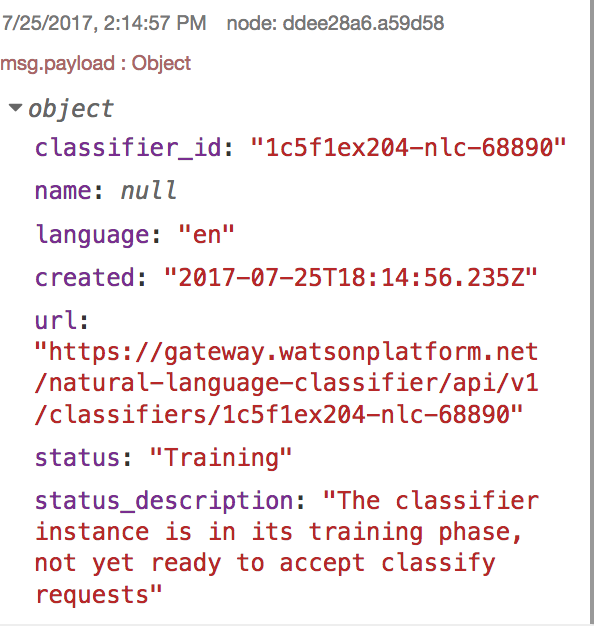 7/25/2017, 2:14:57 PM node: ddee28a6.a59d58
msg.payload : Object
object
classifier_id: "1c5f1ex204-nlc-68890"
name: null
language: "en"
created: "2017-07-25T18:14:56.235Z"
url:
"https://gateway.watsonplatform.net
/natural-language-classifier/api/v1
/classifiers/1c5f1ex204-nlc-68890"
status: "Training"
status_description: "The classifier
instance is in its training phase,
not yet ready to accept classify
requests"